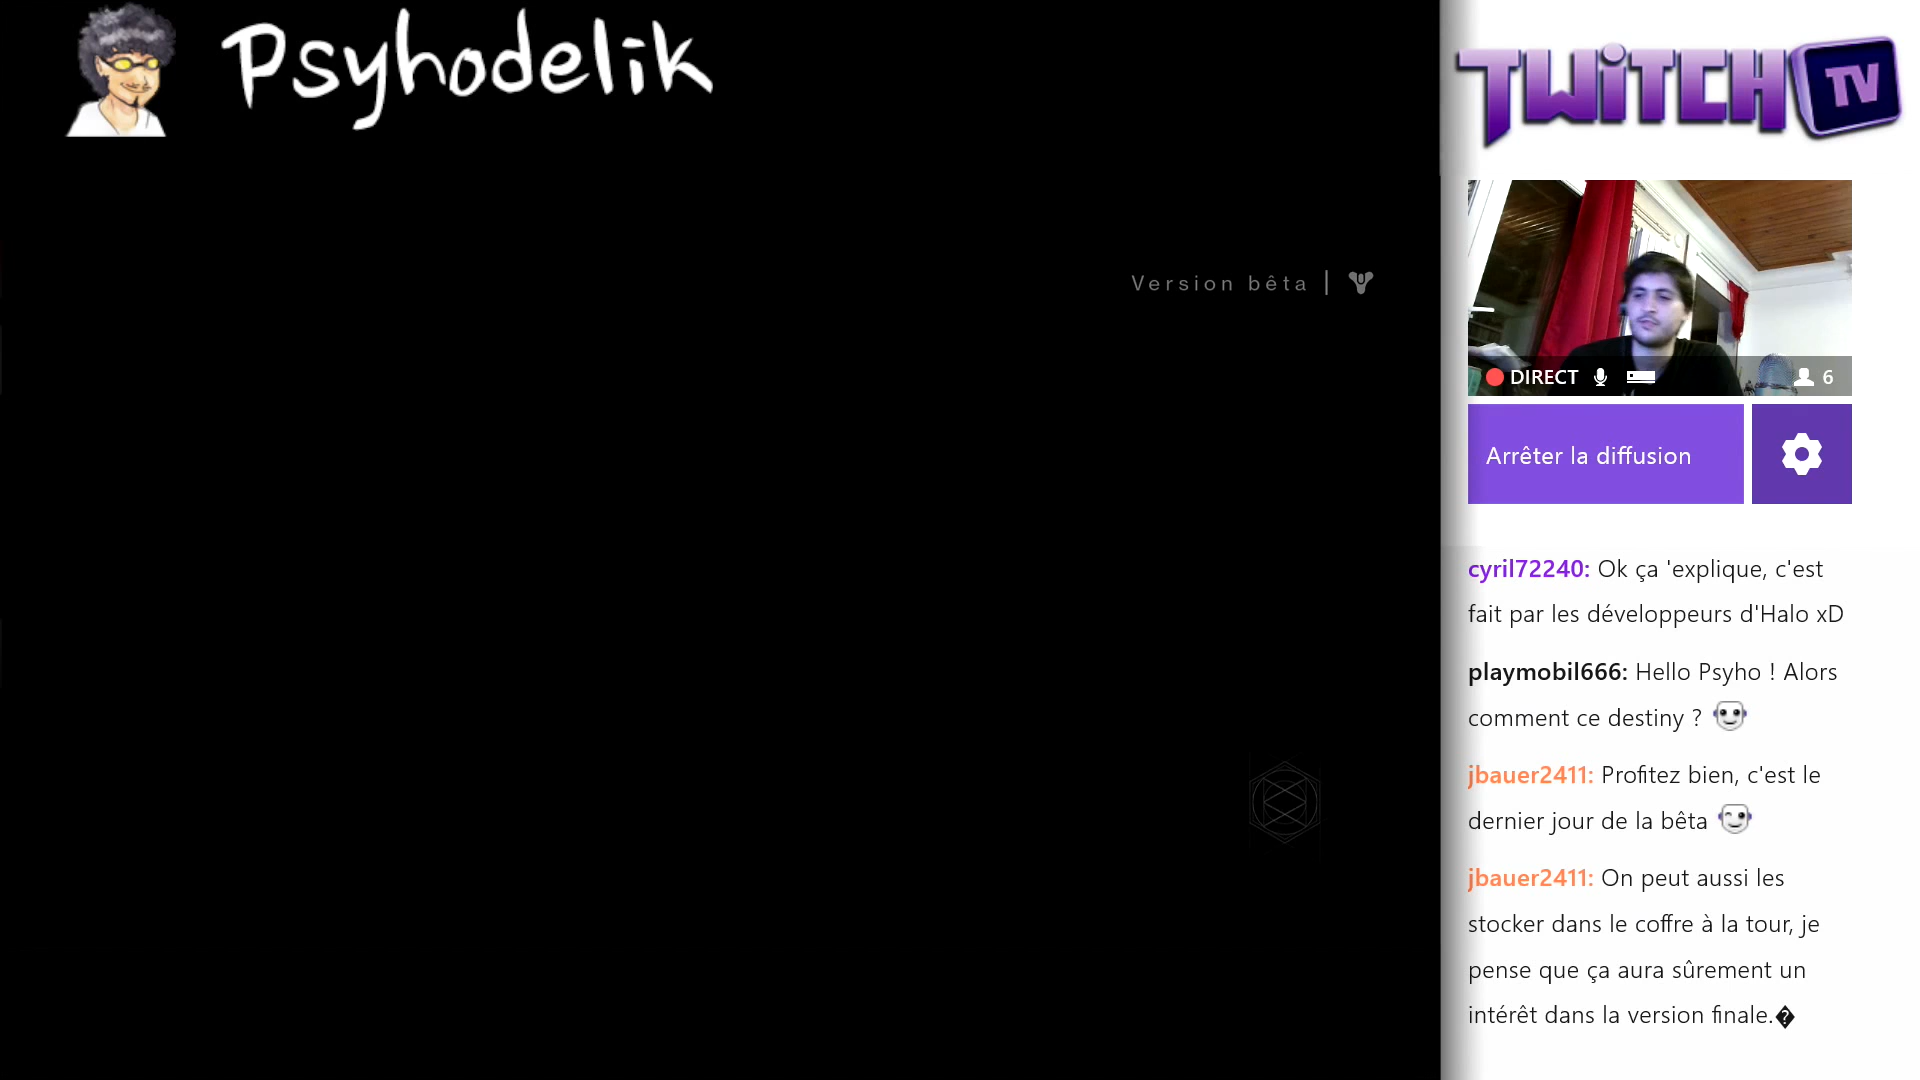 Psyhodelik
TWITCH TV
Version bêta |
DIRECT 6
Arrêter la diffusion
cyril72240: Ok ça 'explique, c'est
fait par les développeurs d'Halo xD
playmobil666: Hello Psyho ! Alors
comment ce destiny ?
jbauer2411: Profitez bien, c'est le
dernier jour de la bêta
jbauer2411: On peut aussi les
stocker dans le coffre à la tour, je
pense que ça aura sûrement un
intérêt dans la version finale.�